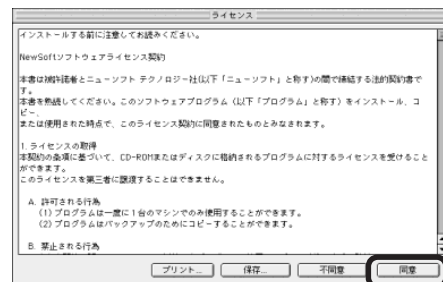 ライセンス
インストールする前に注意してお読みください。
NewSoftソフトウェアライセンス契約
本書は被許諾者とニューソフト テクノロジー社(以下「ニューソフト」と称す)の間で締結する法的契約書で
す。
本書を熟読してください。このソフトウェアプログラム（以下「プログラム」と称す）をインストール、コ
ピー、
または使用された時点で、このライセンス契約に同意されたものとみなされます。
1. ライセンスの取得
本契約の条項に基づいて、CD-ROMまたはディスクに格納されるプログラムに対するライセンスを受けること
ができます。
このライセンスを第三者に譲渡することはできません。
A. 許可される行為
(1) プログラムは一度に1台のマシンでのみ使用することができます。
(2) プログラムはバックアップのためにコピーすることができます。
B. 禁止される行為
プリント... 保存... 不同意 同意